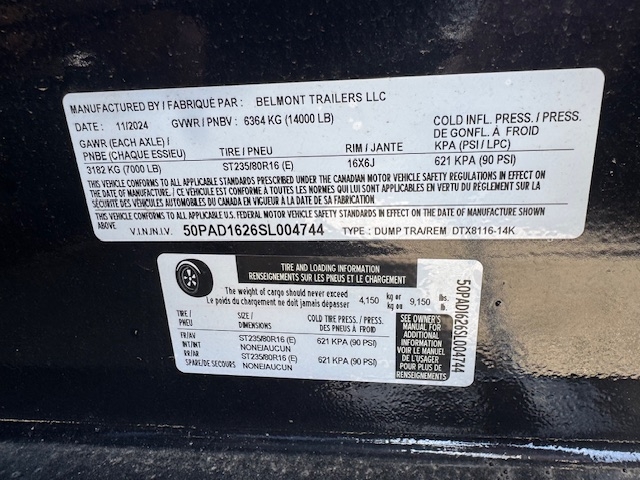 MANUFACTURED BY / FABRIQUÉ PAR : BELMONT TRAILERS LLC
DATE : 11/2024 GVWR / PNBV : 6364 KG (14000 LB)
GAWR (EACH AXLE) /
PNBE (CHAQUE ESSIEU) TIRE / PNEU RIM / JANTE
COLD INFL. PRESS. / PRESS.
DE GONFL. À FROID
KPA (PSI / LPC)
3182 KG (7000 LB) ST235/80R16 (E) 16X6J 621 KPA (90 PSI)
THIS VEHICLE CONFORMS TO ALL APPLICABLE STANDARDS PRESCRIBED UNDER THE CANADIAN MOTOR VEHICLE SAFETY REGULATIONS IN EFFECT
ON THE DATE OF MANUFACTURE / CE VÉHICULE EST CONFORME À TOUTES LES NORMES QUI LUI SONT APPLICABLES EN VERTU DU RÈGLEMENT SUR LA
SÉCURITÉ DES VÉHICULES AUTOMOBILES DU CANADA EN VIGUEUR À LA DATE DE SA FABRICATION
THIS VEHICLE CONFORMS TO ALL APPLICABLE U.S. FEDERAL MOTOR VEHICLE SAFETY STANDARDS IN EFFECT ON THE DATE OF MANUFACTURE SHOWN
ABOVE
V.I.N./N.I.V. 50PAD1626SL004744 TYPE : DUMP TRA/REM DTX8116-14K
TIRE AND LOADING INFORMATION
RENSEIGNEMENTS SUR LES PNEUS ET LE CHARGEMENT
The weight of cargo should never exceed
Le poids du chargement ne doit jamais dépasser 4,150 kg or/kg ou 9,150 lbs./lb.
TIRE /
PNEU
SIZE /
DIMENSIONS
COLD TIRE PRESS. / PRESS.
DES PNEUS À FROID
FR/AV ST235/80R16 (E) 621 KPA (90 PSI)
INT/INT NONE/AUCUN
RR/AR ST235/80R16 (E) 621 KPA (90 PSI)
SPARE/DE SECOURS NONE/AUCUN
SEE OWNER'S
MANUAL FOR
ADDITIONAL
INFORMATION
VOIR LE MANUEL
DE L'USAGER
POUR PLUS DE
RENSEIGNEMENTS
50PAD1626SL004744